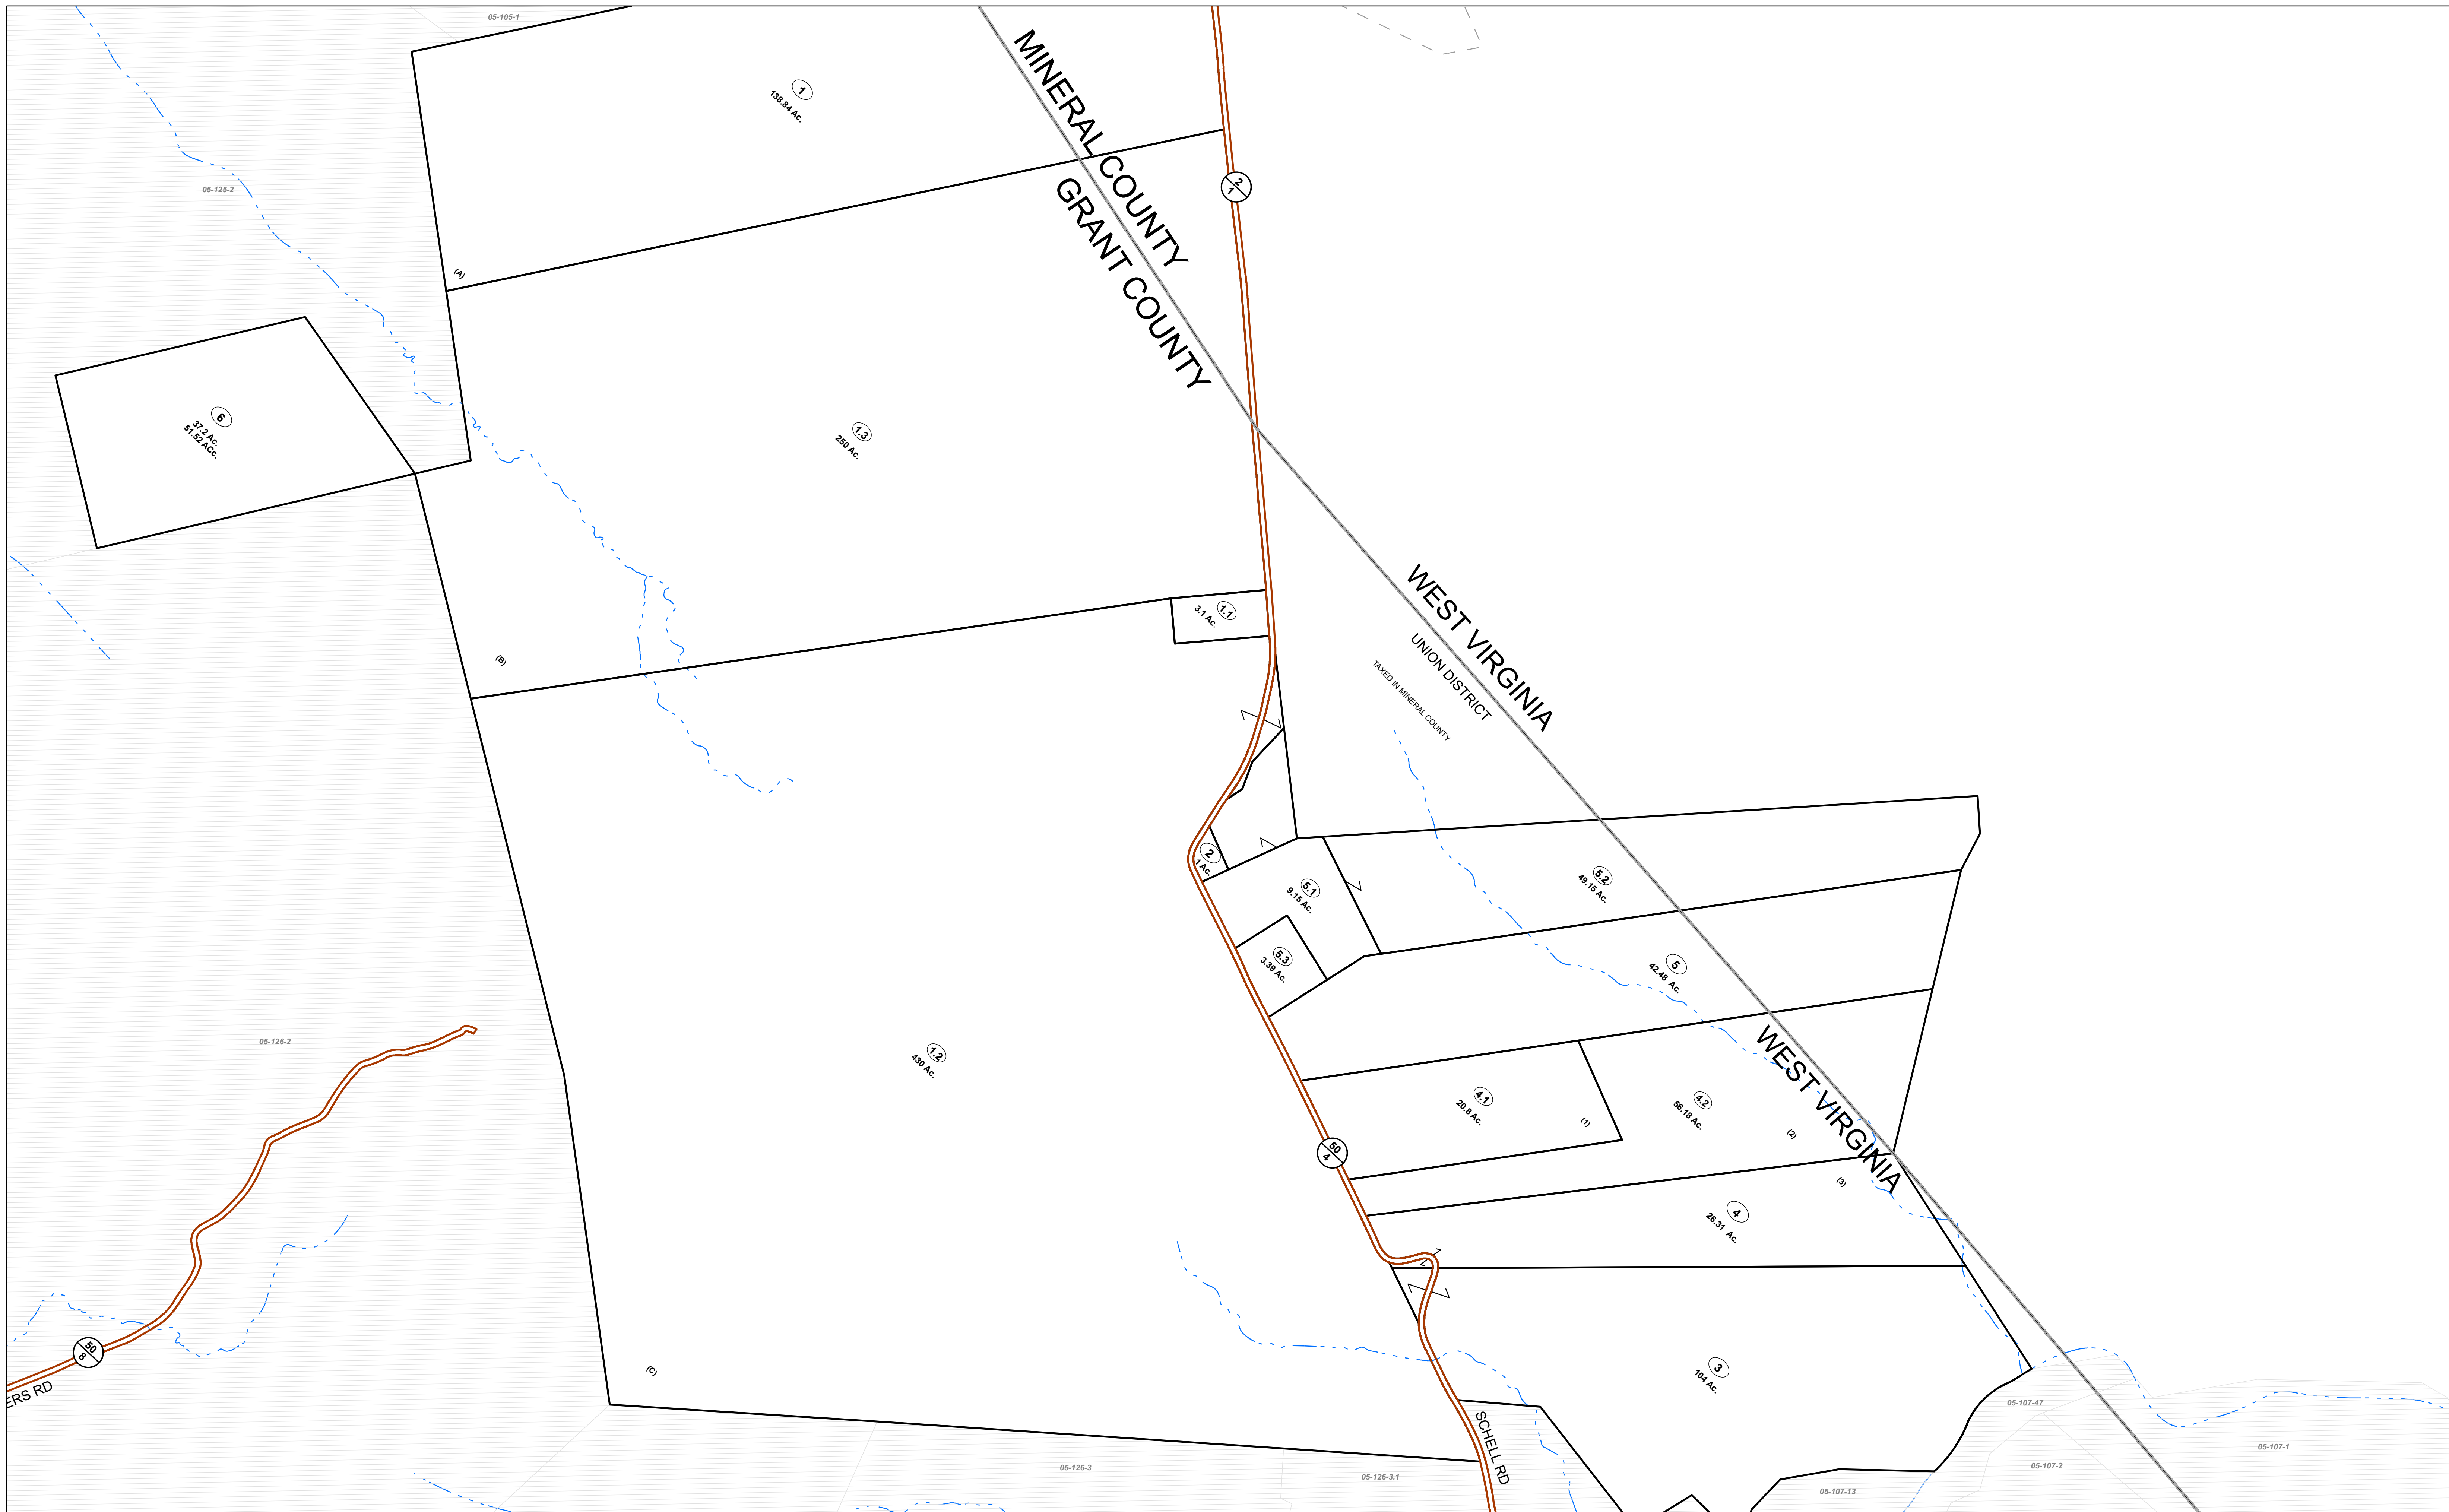 05-105-1
MINERAL COUNTY
1
138.84 Ac.
2
1
05-125-2
GRANT COUNTY
(A)
6
37.2 Ac.
51.52 ACc.
1.3
250 Ac.
1.1
3.1 Ac.
WEST VIRGINIA
UNION DISTRICT
TAXED IN MINERAL COUNTY
(B)
2
1 Ac.
5.1
9.15 Ac.
5.2
49.15 Ac.
5.3
3.39 Ac.
5
42.48 Ac.
05-126-2
1.2
430 Ac.
WEST VIRGINIA
4.1
20.8 Ac.
(1)
4.2
56.18 Ac.
(2)
50
4
(3)
4
26.31 Ac.
50
8
ERS RD
(C)
3
104 Ac.
SCHELL RD
05-107-47
05-107-1
05-126-3
05-126-3.1
05-107-2
05-107-13